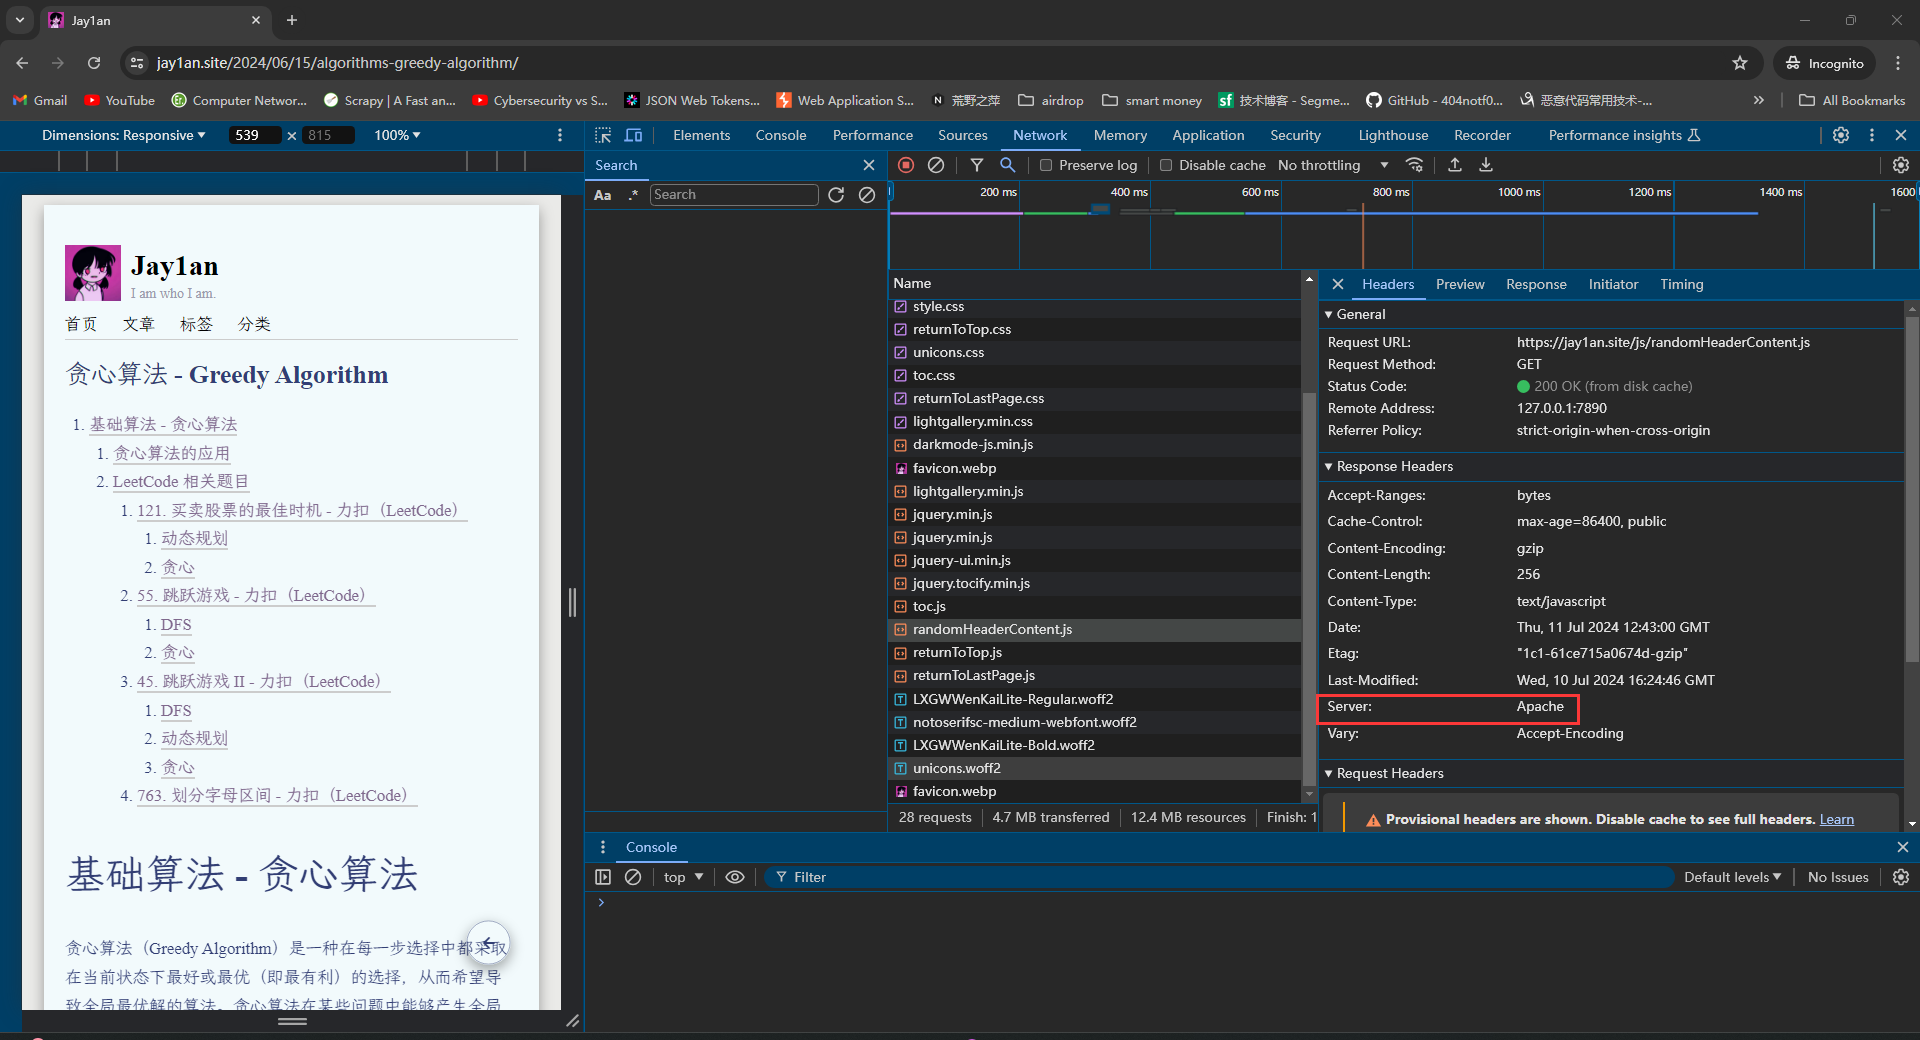 Jay1an
jay1an.site/2024/06/15/algorithms-greedy-algorithm/
Incognito
Gmail
YouTube
Computer Networ...
Scrapy | A Fast an...
Cybersecurity vs S...
JSON Web Tokens...
Web Application S...
荒野之萍
airdrop
smart money
技术博客 - Segme...
GitHub - 404notf0...
恶意代码常用技术-...
All Bookmarks
Dimensions: Responsive
539
×
815
100%
Elements
Console
Performance
Sources
Network
Memory
Application
Security
Lighthouse
Recorder
Performance insights
Jay1an
I am who I am.
首页 文章 标签 分类
贪心算法 - Greedy Algorithm
1. 基础算法 - 贪心算法
1. 贪心算法的应用
2. LeetCode 相关题目
1. 121. 买卖股票的最佳时机 - 力扣（LeetCode）
1. 动态规划
2. 贪心
2. 55. 跳跃游戏 - 力扣（LeetCode）
1. DFS
2. 贪心
3. 45. 跳跃游戏 II - 力扣（LeetCode）
1. DFS
2. 动态规划
3. 贪心
4. 763. 划分字母区间 - 力扣（LeetCode）
基础算法 - 贪心算法
贪心算法（Greedy Algorithm）是一种在每一步选择中都采取
在当前状态下最好或最优（即最有利）的选择，从而希望导
致全局最优解的算法。贪心算法在某些问题中能够产生全局
Search
Aa .* Search
Preserve log
Disable cache
No throttling
200 ms
400 ms
600 ms
800 ms
1000 ms
1200 ms
1400 ms
1600
Name
style.css
returnToTop.css
unicons.css
toc.css
returnToLastPage.css
lightgallery.min.css
darkmode-js.min.js
favicon.webp
lightgallery.min.js
jquery.min.js
jquery.min.js
jquery-ui.min.js
jquery.tocify.min.js
toc.js
randomHeaderContent.js
returnToTop.js
returnToLastPage.js
LXGWWenKaiLite-Regular.woff2
notoserifsc-medium-webfont.woff2
LXGWWenKaiLite-Bold.woff2
unicons.woff2
favicon.webp
28 requests
4.7 MB transferred
12.4 MB resources
Finish: 1
Headers
Preview
Response
Initiator
Timing
General
Request URL: https://jay1an.site/js/randomHeaderContent.js
Request Method: GET
Status Code: 200 OK (from disk cache)
Remote Address: 127.0.0.1:7890
Referrer Policy: strict-origin-when-cross-origin
Response Headers
Accept-Ranges: bytes
Cache-Control: max-age=86400, public
Content-Encoding: gzip
Content-Length: 256
Content-Type: text/javascript
Date: Thu, 11 Jul 2024 12:43:00 GMT
Etag: "1c1-61ce715a0674d-gzip"
Last-Modified: Wed, 10 Jul 2024 16:24:46 GMT
Server: Apache
Vary: Accept-Encoding
Request Headers
Provisional headers are shown. Disable cache to see full headers. Learn
Console
top
Filter
Default levels
No Issues